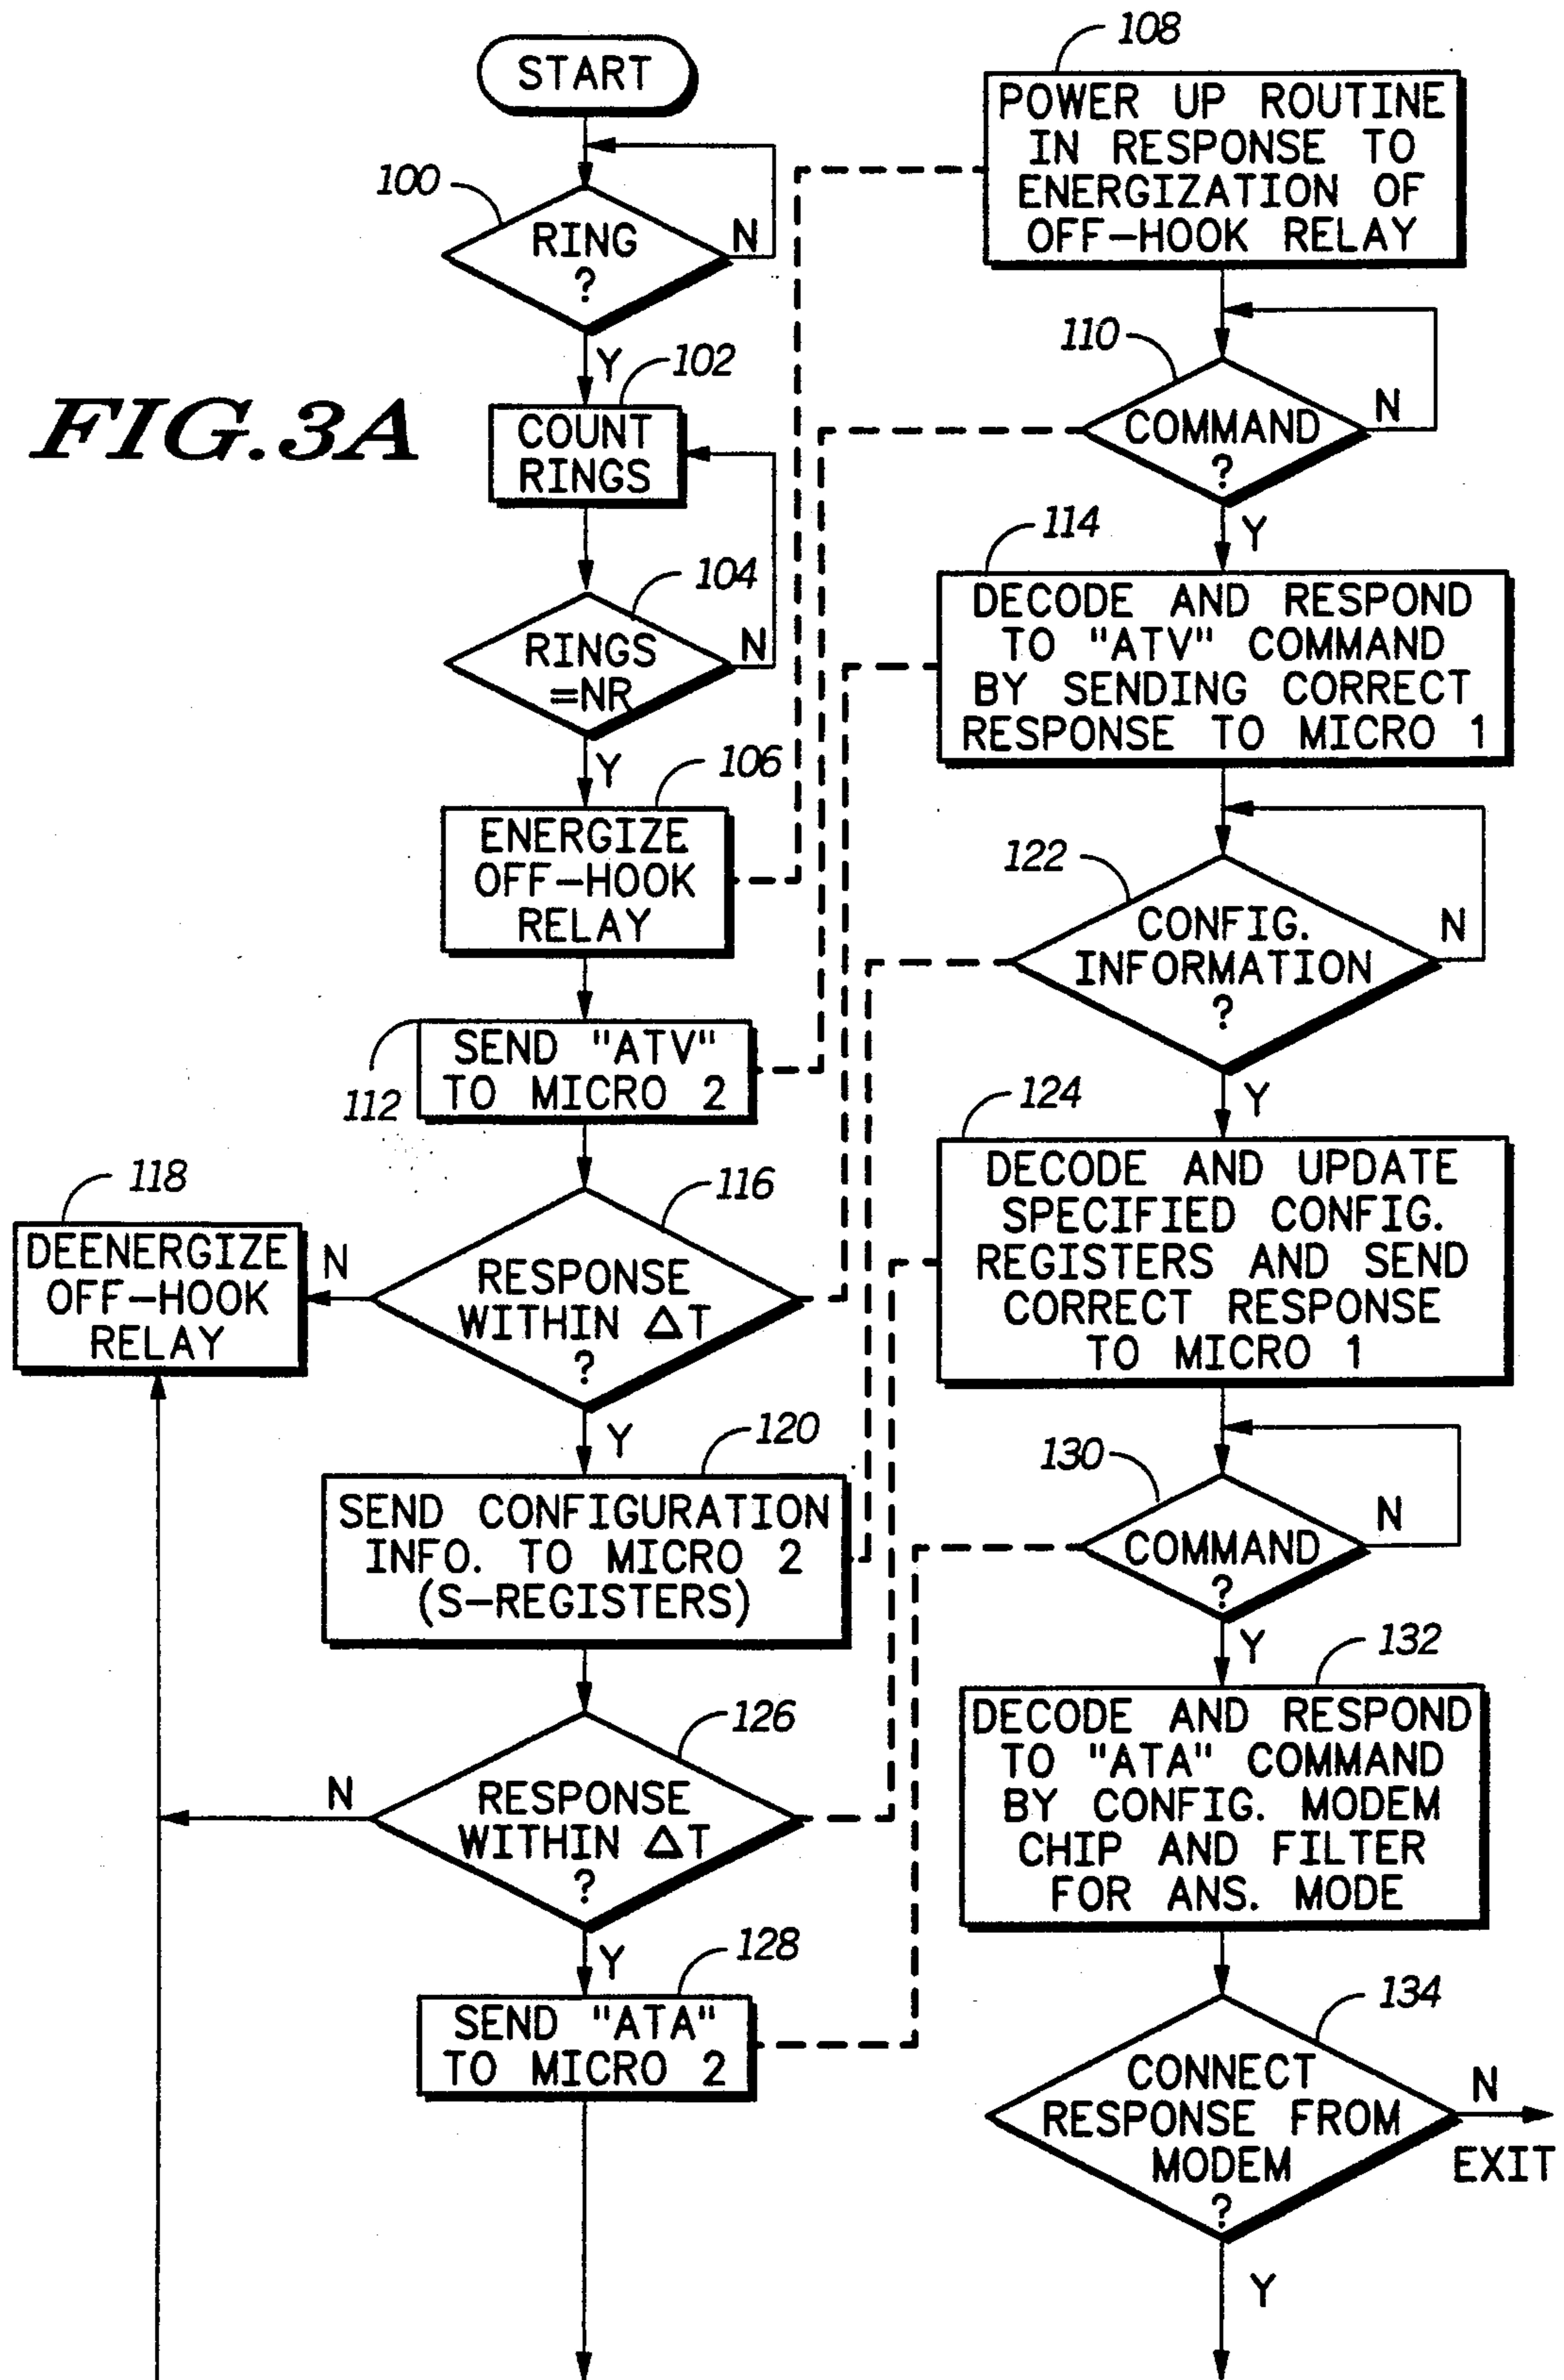 FIG.3A
START
100
RING
?
N
Y
102
COUNT
RINGS
104
RINGS
=NR
N
Y
106
ENERGIZE
OFF-HOOK
RELAY
112
SEND "ATV"
TO MICRO 2
116
RESPONSE
WITHIN ΔT
?
N
118
DEENERGIZE
OFF-HOOK
RELAY
Y
120
SEND CONFIGURATION
INFO. TO MICRO 2
(S-REGISTERS)
126
RESPONSE
WITHIN ΔT
?
N
Y
128
SEND "ATA"
TO MICRO 2
108
POWER UP ROUTINE
IN RESPONSE TO
ENERGIZATION OF
OFF-HOOK RELAY
110
COMMAND
?
N
Y
114
DECODE AND RESPOND
TO "ATV" COMMAND
BY SENDING CORRECT
RESPONSE TO MICRO 1
122
CONFIG.
INFORMATION
?
N
Y
124
DECODE AND UPDATE
SPECIFIED CONFIG.
REGISTERS AND SEND
CORRECT RESPONSE
TO MICRO 1
130
COMMAND
?
N
Y
132
DECODE AND RESPOND
TO "ATA" COMMAND
BY CONFIG. MODEM
CHIP AND FILTER
FOR ANS. MODE
134
CONNECT
RESPONSE FROM
MODEM
?
N
EXIT
Y